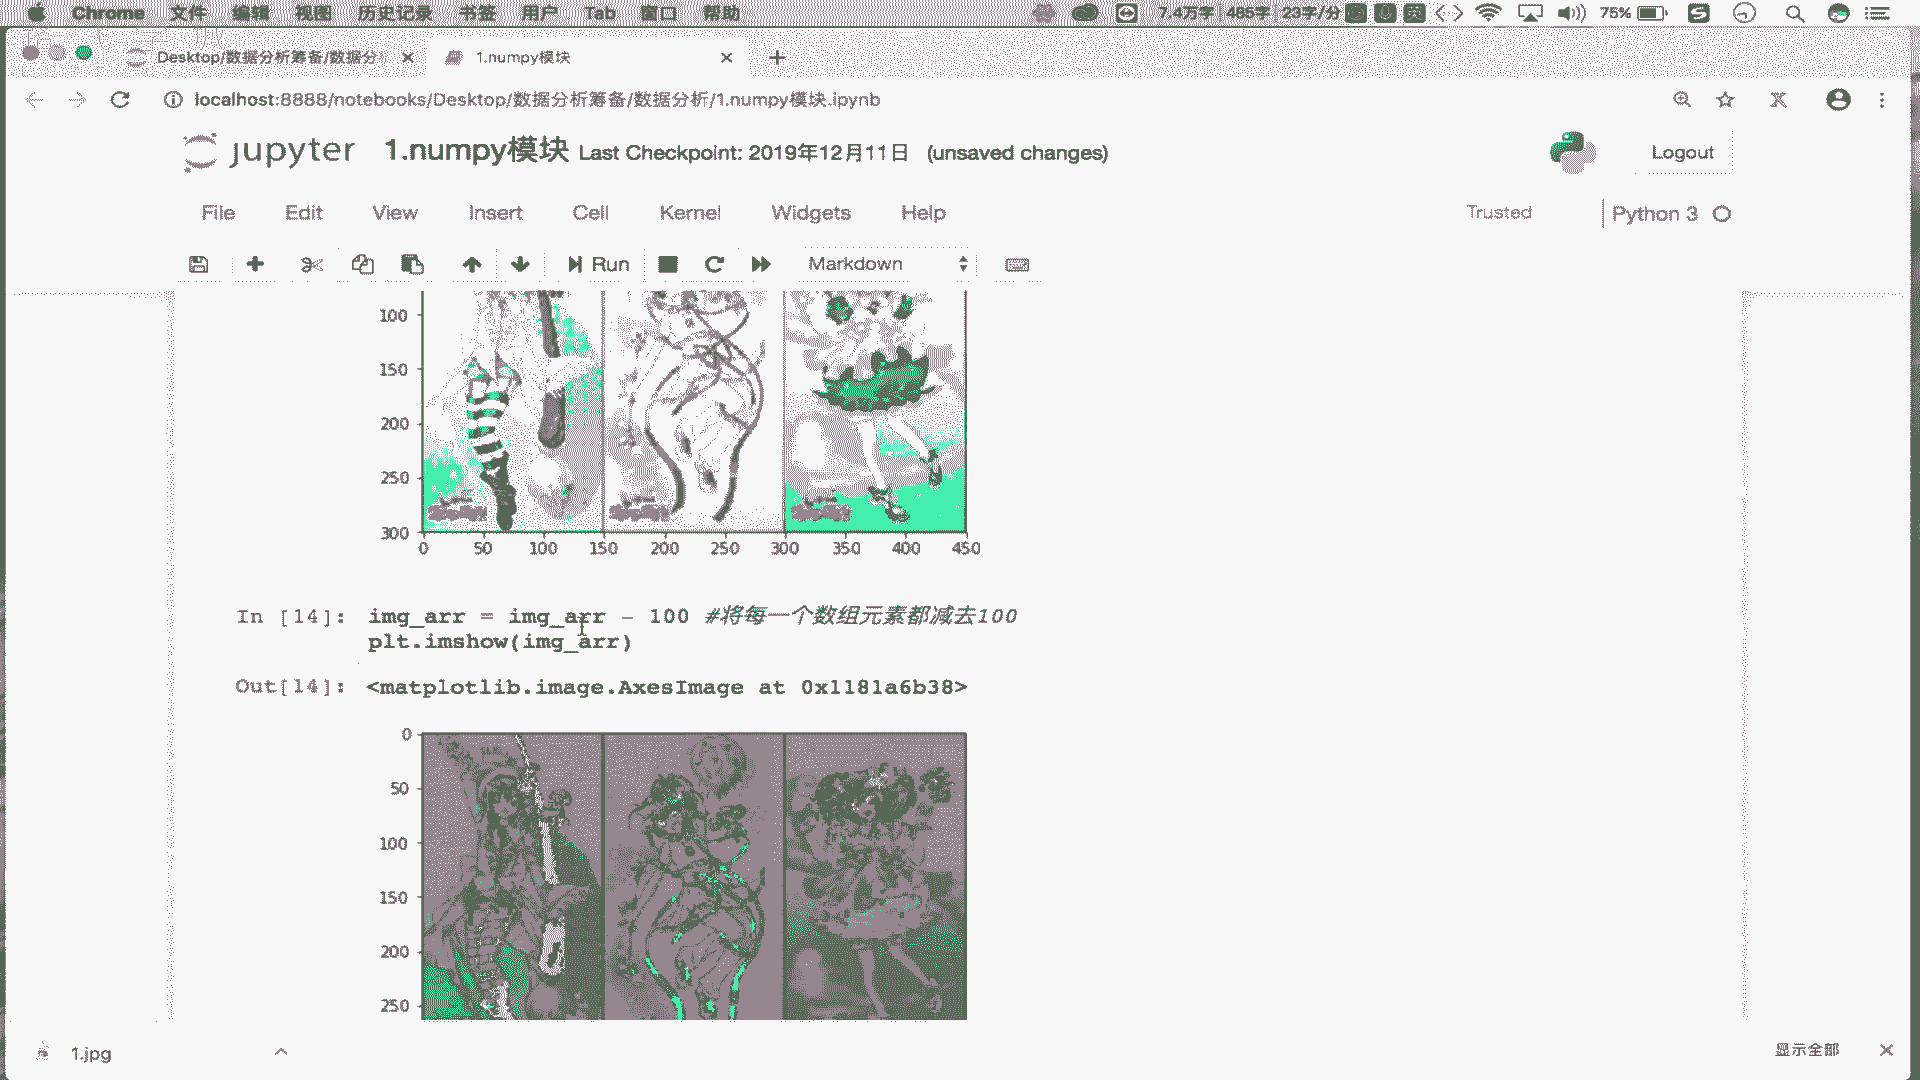 Chrome 文件 编辑 视图 历史记录 书签 用户 Tab 窗口 帮助 7.4万字 485字 23字/分 英 75%
Desktop/数据分析筹备/数据分析 1.numpy模块
localhost:8888/notebooks/Desktop/数据分析筹备/数据分析/1.numpy模块.ipynb
jupyter 1.numpy模块 Last Checkpoint: 2019年12月11日 (unsaved changes) Logout
File Edit View Insert Cell Kernel Widgets Help Trusted Python 3
Run Markdown
100
150
200
250
300
0 50 100 150 200 250 300 350 400 450
In [14]: img_arr = img_arr - 100 #将每一个数组元素都减去100
plt.imshow(img_arr)
Out[14]: <matplotlib.image.AxesImage at 0x1181a6b38>
0
50
100
150
200
250
1.jpg 显示全部